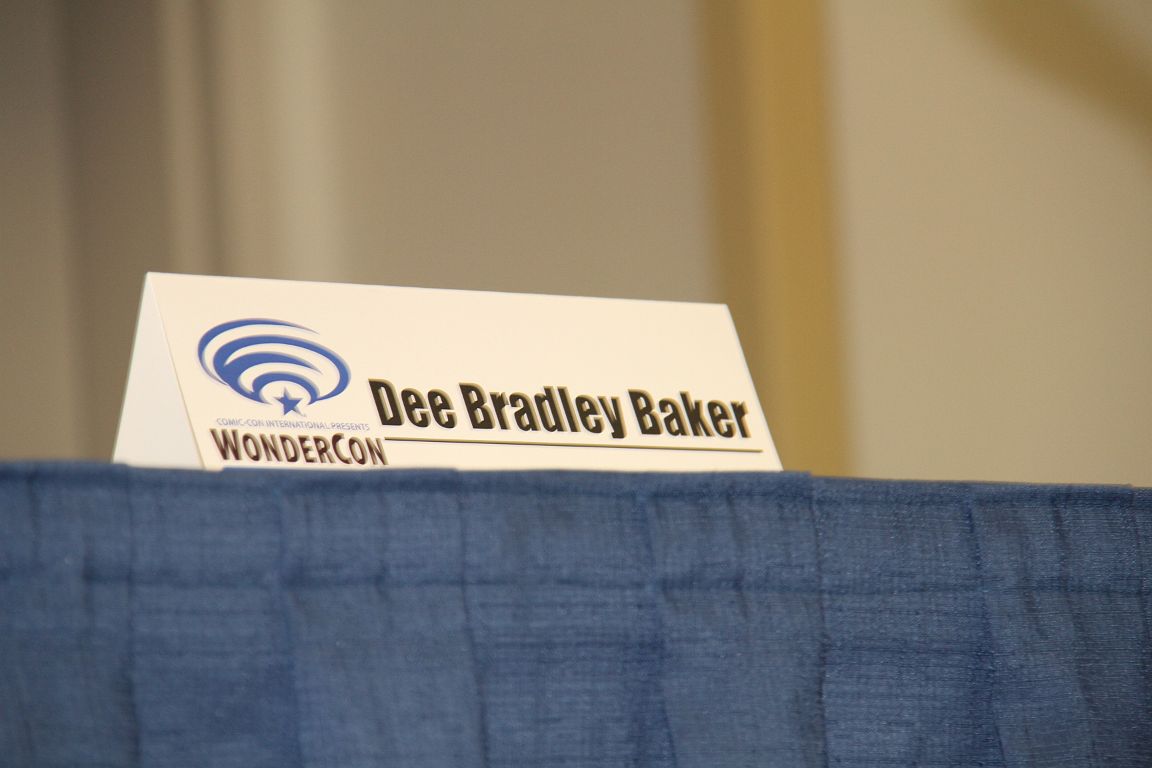 COMIC-CON INTERNATIONAL PRESENTS
WONDERCON
Dee Bradley Baker